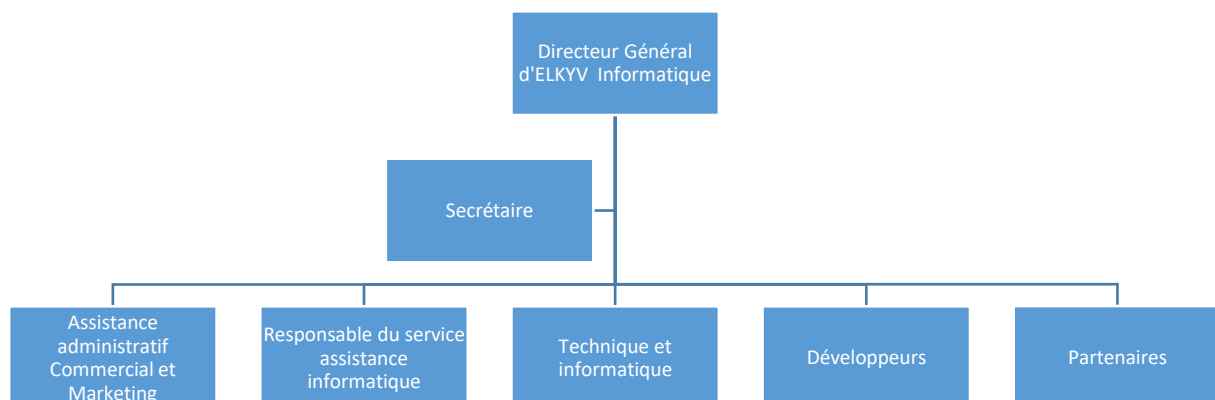 Directeur Général
d'ELKYV Informatique
Secrétaire
Assistance
administratif
Commercial et
Marketing
Responsable du service
assistance
informatique
Technique et
informatique
Développeurs
Partenaires